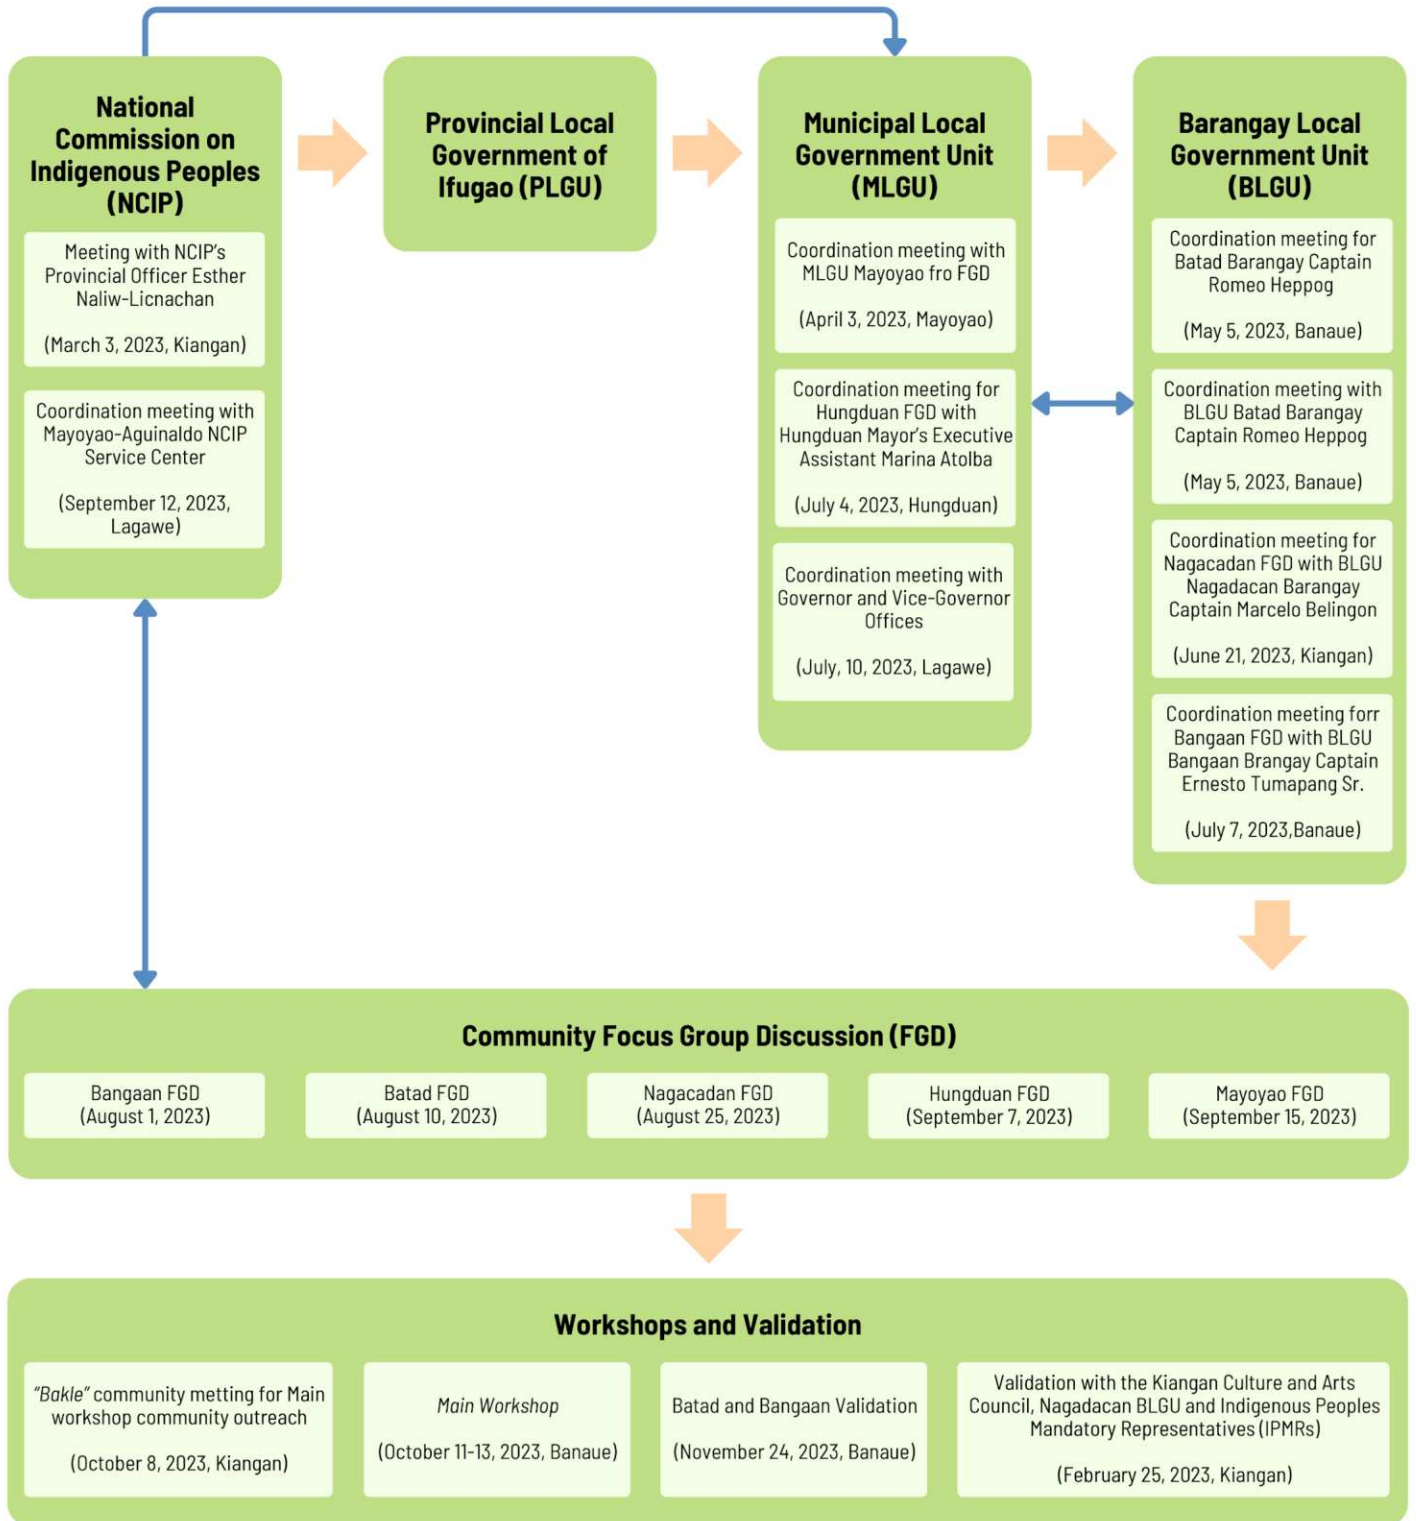 National
Commission on
Indigenous Peoples
(NCIP)
Meeting with NCIP's
Provincial Officer Esther
Naliw-Licnachan
(March 3, 2023, Kiangan)
Coordination meeting with
Mayoyao-Aguinaldo NCIP
Service Center
(September 12, 2023,
Lagawe)
Provincial Local
Government of
Ifugao (PLGU)
Municipal Local
Government Unit
(MLGU)
Coordination meeting with
MLGU Mayoyao fro FGD
(April 3, 2023, Mayoyao)
Coordination meeting for
Hungduan FGD with
Hungduan Mayor's Executive
Assistant Marina Atolba
(July 4, 2023, Hungduan)
Coordination meeting with
Governor and Vice-Governor
Offices
(July, 10, 2023, Lagawe)
Barangay Local
Government Unit
(BLGU)
Coordination meeting for
Batad Barangay Captain
Romeo Heppog
(May 5, 2023, Banaue)
Coordination meeting with
BLGU Batad Barangay
Captain Romeo Heppog
(May 5, 2023, Banaue)
Coordination meeting for
Nagacadan FGD with BLGU
Nagadacan Barangay
Captain Marcelo Belingon
(June 21, 2023, Kiangan)
Coordination meeting forr
Bangaan FGD with BLGU
Bangaan Brangay Captain
Ernesto Tumapang Sr.
(July 7, 2023,Banaue)
Community Focus Group Discussion (FGD)
Bangaan FGD
(August 1, 2023)
Batad FGD
(August 10, 2023)
Nagacadan FGD
(August 25, 2023)
Hungduan FGD
(September 7, 2023)
Mayoyao FGD
(September 15, 2023)
Workshops and Validation
"Bakle" community metting for Main
workshop community outreach
(October 8, 2023, Kiangan)
Main Workshop
(October 11-13, 2023, Banaue)
Batad and Bangaan Validation
(November 24, 2023, Banaue)
Validation with the Kiangan Culture and Arts
Council, Nagadacan BLGU and Indigenous Peoples
Mandatory Representatives (IPMRs)
(February 25, 2023, Kiangan)